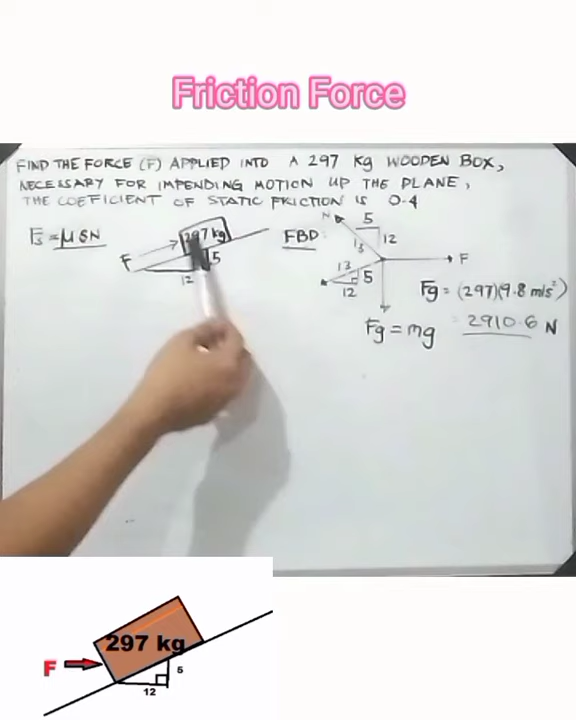 Friction Force
FIND THE FORCE (F) APPLIED INTO A 297 Kg WOODEN BOX,
NECESSARY FOR IMPENDING MOTION UP THE PLANE,
THE COEFICIENT OF STATIC FRICTION IS 0.4
Fs = μsN
297 kg
F
5
12
FBD:
N
5
12
13
F
13
5
12
Fg = (297)(9.8 m/s²)
Fg = mg
= 2910.6 N
297 kg
F
5
12